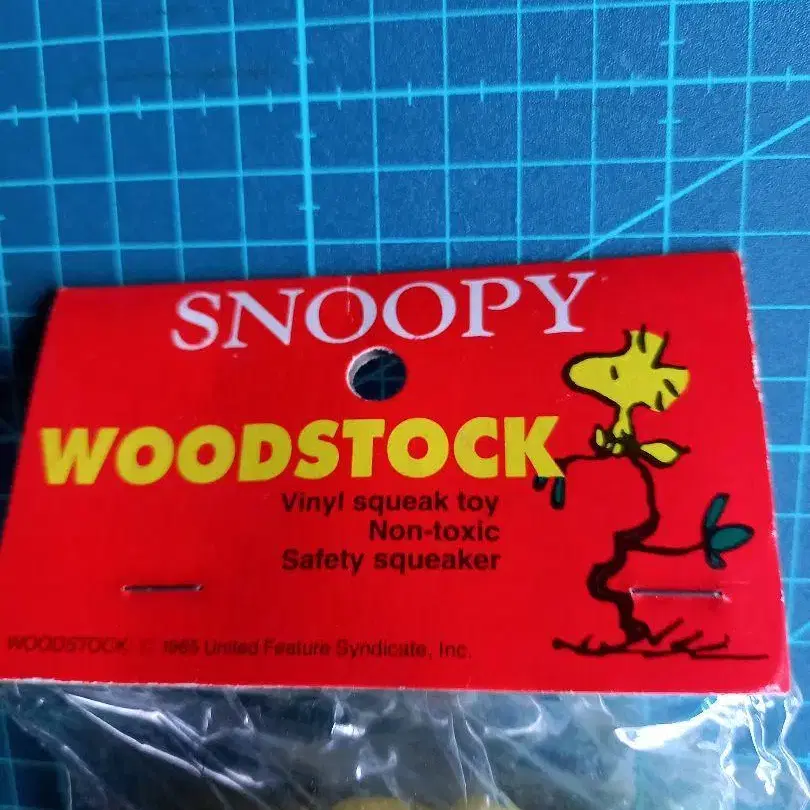 SNOOPY
WOODSTOCK
Vinyl squeak toy
Non-toxic
Safety squeaker
WOODSTOCK © 1965 United Feature Syndicate, Inc.